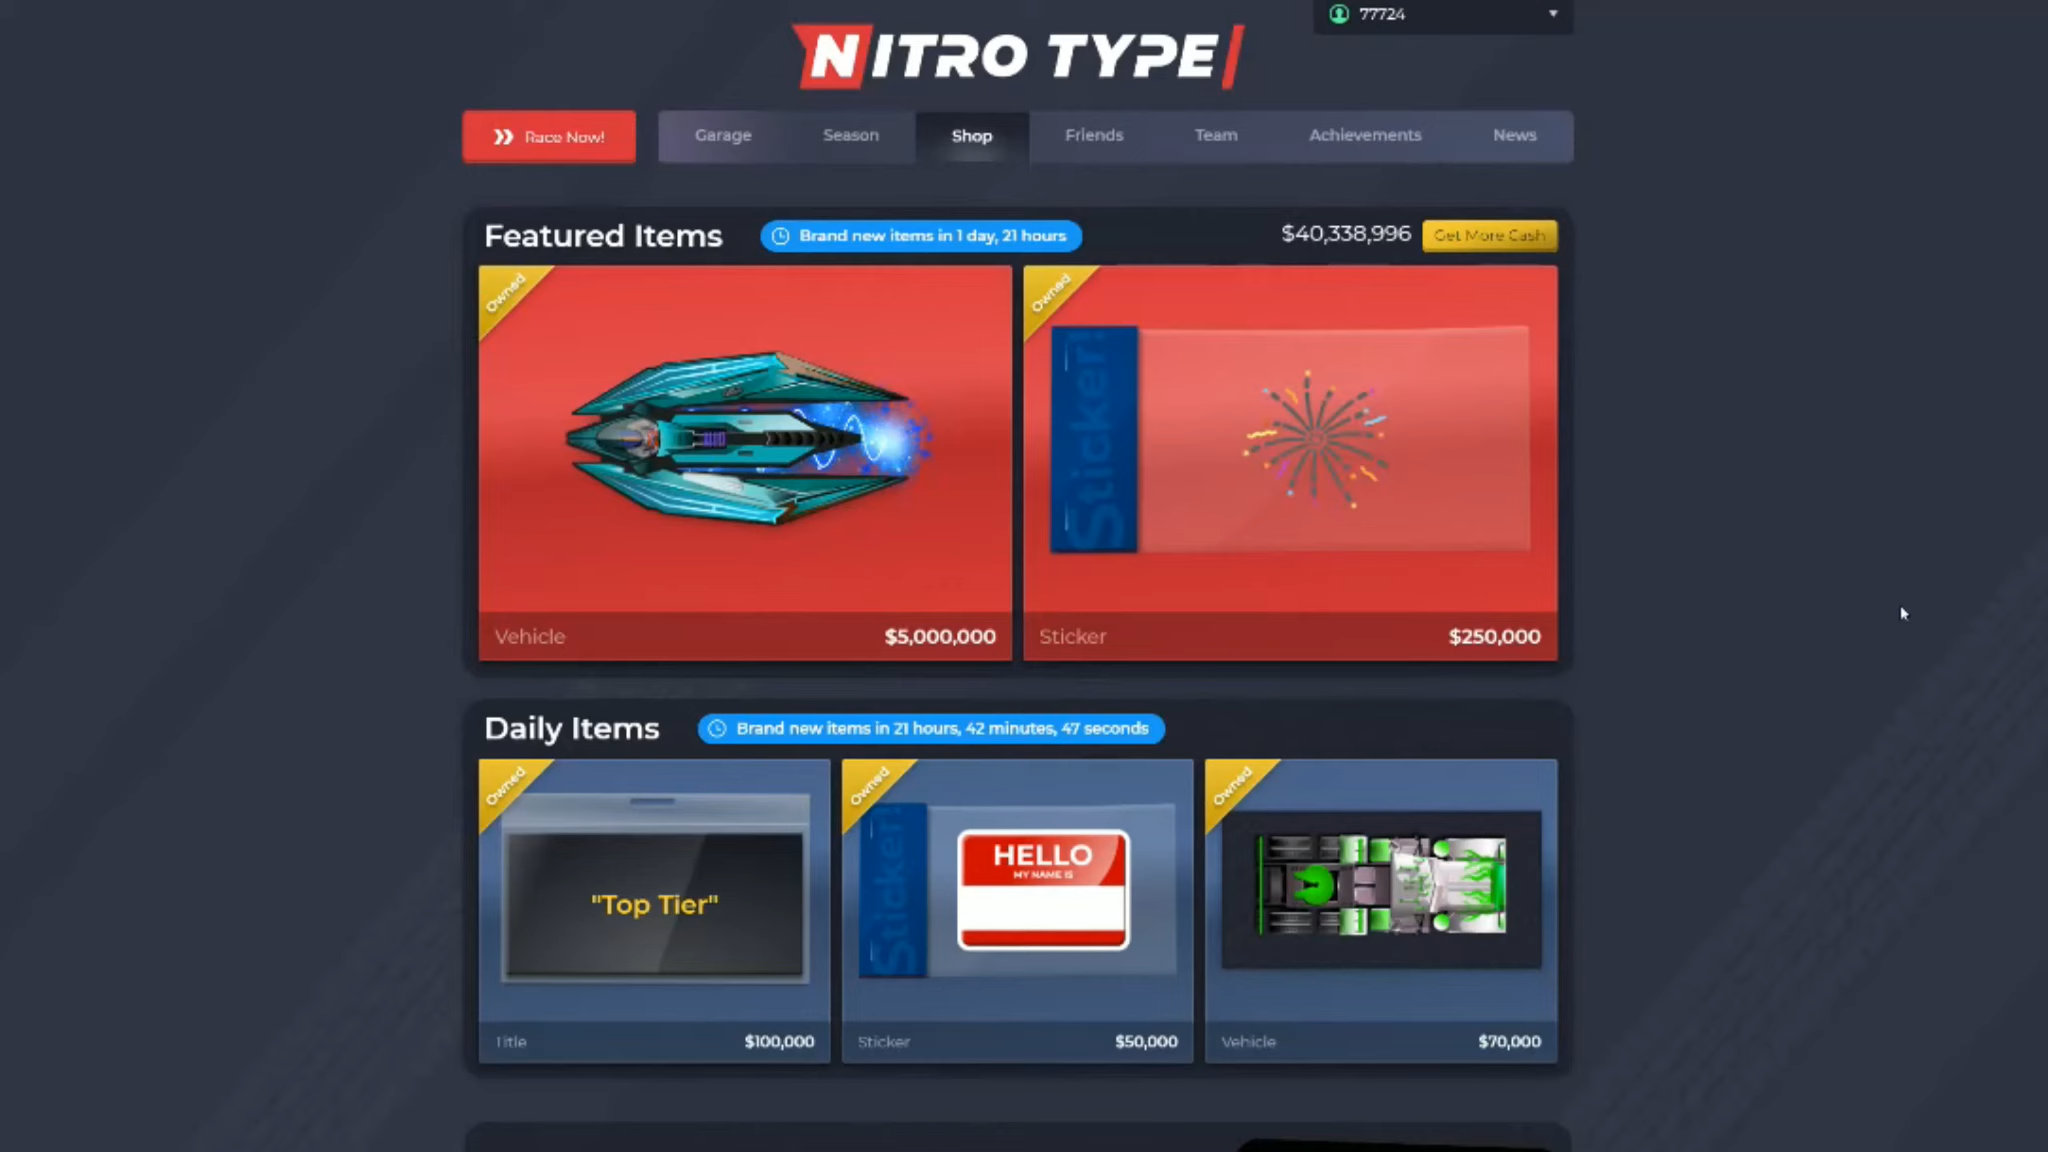 77724
NITRO TYPE
Race Now!
Garage
Season
Shop
Friends
Team
Achievements
News
Featured Items
Brand new items in 1 day, 21 hours
$40,338,996
Get More Cash
Owned
Vehicle
$5,000,000
Owned
Sticker!
Sticker
$250,000
Daily Items
Brand new items in 21 hours, 42 minutes, 47 seconds
Owned
"Top Tier"
Title
$100,000
Owned
Sticker!
HELLO
MY NAME IS
Sticker
$50,000
Owned
Vehicle
$70,000